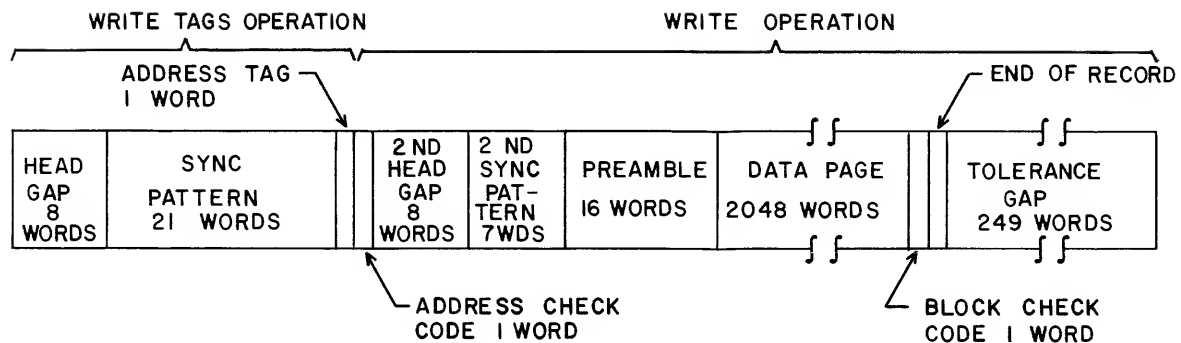 WRITE TAGS OPERATION
WRITE OPERATION
ADDRESS TAG
1 WORD
END OF RECORD
HEAD
GAP
8
WORDS
SYNC
PATTERN
21 WORDS
2 ND
HEAD
GAP
8
WORDS
2 ND
SYNC
PAT-
TERN
7WDS
PREAMBLE
16 WORDS
DATA PAGE
2048 WORDS
TOLERANCE
GAP
249 WORDS
ADDRESS CHECK
CODE 1 WORD
BLOCK CHECK
CODE 1 WORD